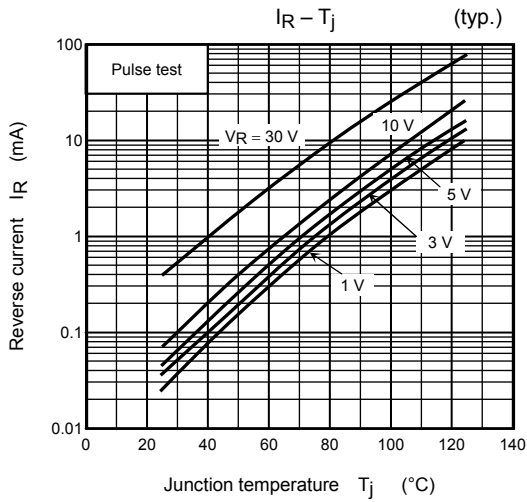 IR – Tj (typ.)
100
10
1
0.1
0.01
Reverse current IR (mA)
Pulse test
VR = 30 V
10 V
5 V
3 V
1 V
0 20 40 60 80 100 120 140
Junction temperature Tj (°C)